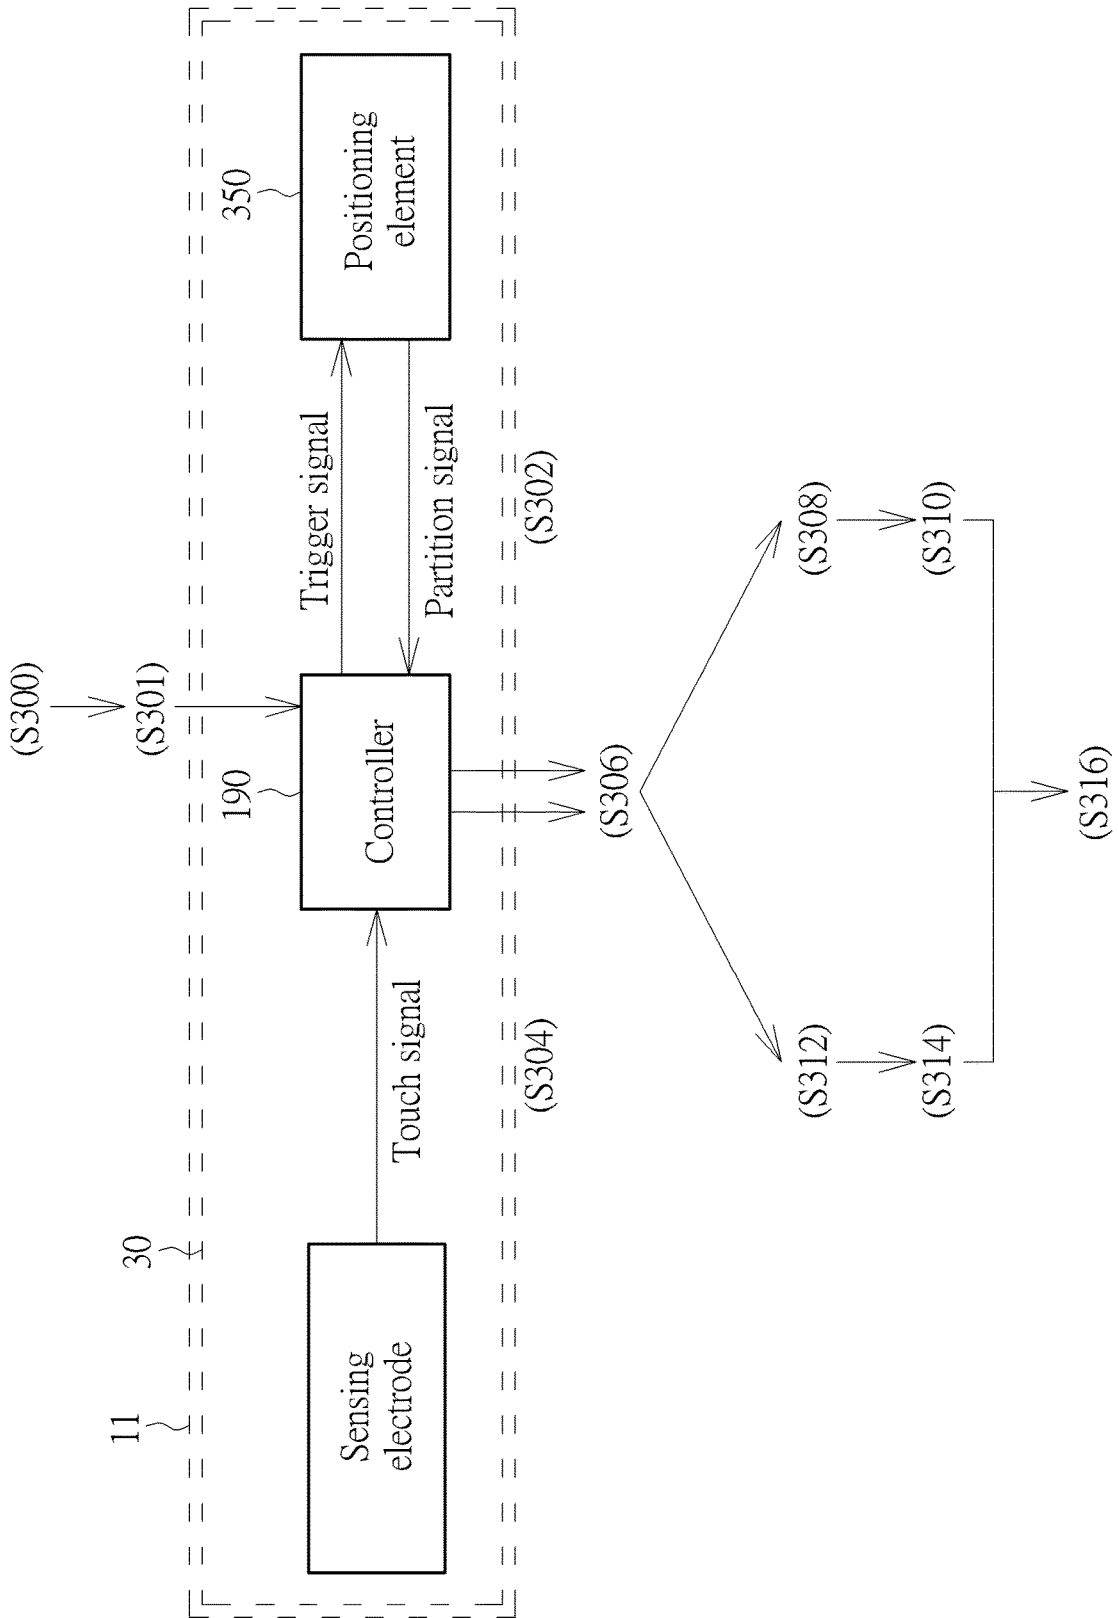 (S300)
(S301)
11
30
190
350
Sensing
electrode
Touch signal
Controller
Trigger signal
Partition signal
Positioning
element
(S304)
(S302)
(S306)
(S312)
(S308)
(S314)
(S310)
(S316)